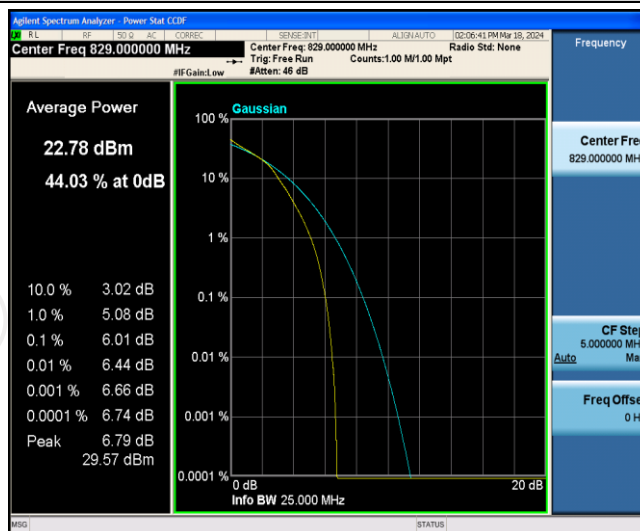 Agilent Spectrum Analyzer - Power Stat CCDF
RL RF 50 Ω AC CORREC SENSE:INT ALIGNAUTO 02:06:41 PM Mar 18, 2024
Center Freq 829.000000 MHz
Center Freq: 829.000000 MHz Radio Std: None
Trig: Free Run Counts:1.00 M/1.00 Mpt
#IFGain:Low #Atten: 46 dB
Frequency
Average Power
22.78 dBm
44.03 % at 0dB
10.0 % 3.02 dB
1.0 % 5.08 dB
0.1 % 6.01 dB
0.01 % 6.44 dB
0.001 % 6.66 dB
0.0001 % 6.74 dB
Peak 6.79 dB
29.57 dBm
Gaussian
100 %
10 %
1 %
0.1 %
0.01 %
0.001 %
0.0001 %
0 dB 20 dB
Info BW 25.000 MHz
Center Fre
829.000000 MH
CF Step
5.000000 MH
Auto Ma
Freq Offse
0 H
MSG STATUS